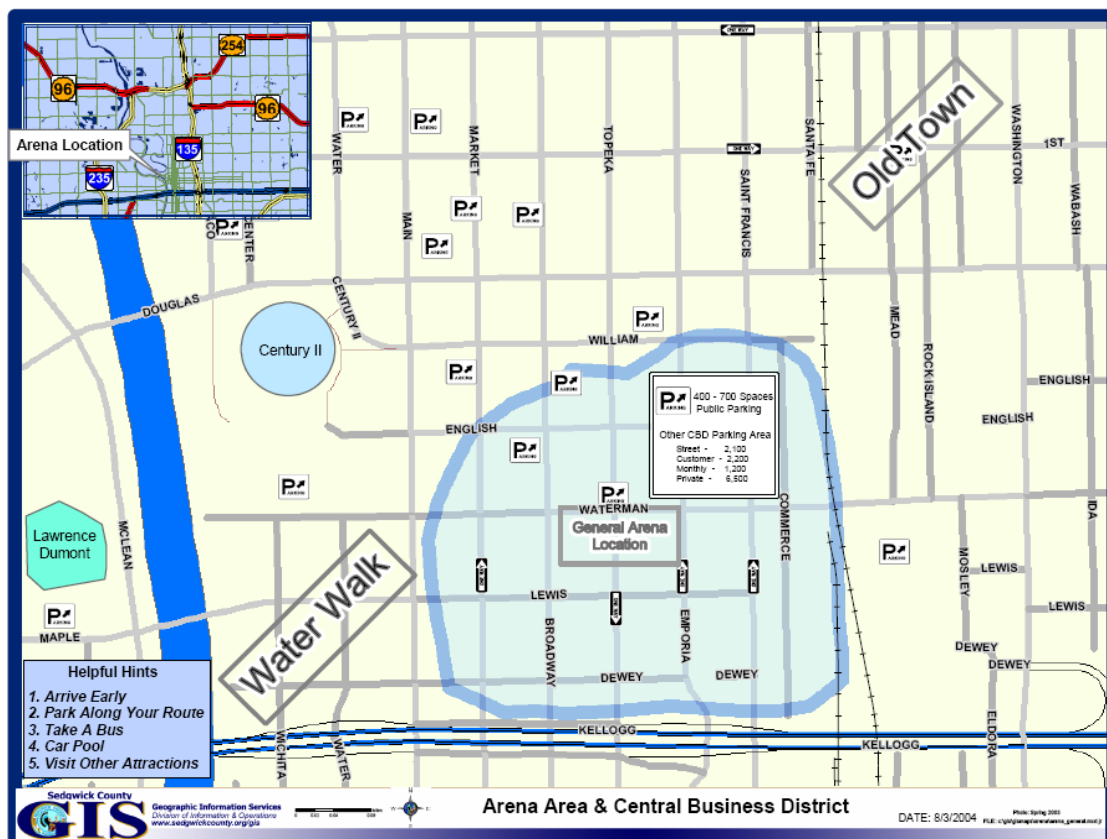 254
96
96
Arena Location
135
235
WATER
MARKET
TOPEKA
SANTA FE
WASHINGTON
ONE WAY
ONE WAY
1ST
Old Town
SAINT FRANCIS
WABASH
MAIN
CENTER
DOUGLAS
CENTURY II
Century II
WILLIAM
MEAD
ROCK ISLAND
ENGLISH
ENGLISH
ENGLISH
PARKING
400 - 700 Spaces
Public Parking
Other CBD Parking Area
Street - 2,100
Customer - 2,200
Monthly - 1,200
Private - 6,500
WATERMAN
General Arena
Location
COMMERCE
IDA
MCLEAN
Lawrence
Dumont
MOSLEY
LEWIS
LEWIS
LEWIS
Water Walk
MAPLE
BROADWAY
EMPORIA
DEWEY
DEWEY
DEWEY
DEWEY
KELLOGG
KELLOGG
WICHITA
WATER
ELDORA
Helpful Hints
1. Arrive Early
2. Park Along Your Route
3. Take A Bus
4. Car Pool
5. Visit Other Attractions
Sedgwick County
GIS
Geographic Information Services
Division of Information & Operations
www.sedgwickcounty.org/gis
Arena Area & Central Business District
DATE: 8/3/2004
Photo: Spring 2003